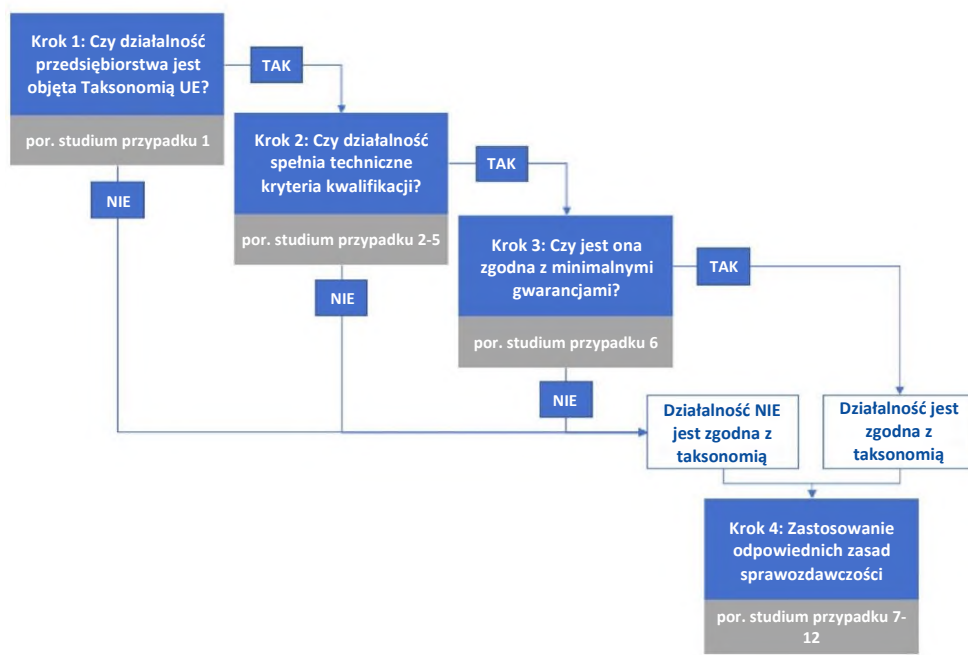 Krok 1: Czy działalność
przedsiębiorstwa jest
objęta Taksonomią UE?
por. studium przypadku 1
TAK
NIE
Krok 2: Czy działalność
spełnia techniczne
kryteria kwalifikacji?
por. studium przypadku 2-5
TAK
NIE
Krok 3: Czy jest ona
zgodna z minimalnymi
gwarancjami?
por. studium przypadku 6
TAK
NIE
Działalność NIE
jest zgodna z
taksonomią
Działalność jest
zgodna z
taksonomią
Krok 4: Zastosowanie
odpowiednich zasad
sprawozdawczości
por. studium przypadku 7-
12